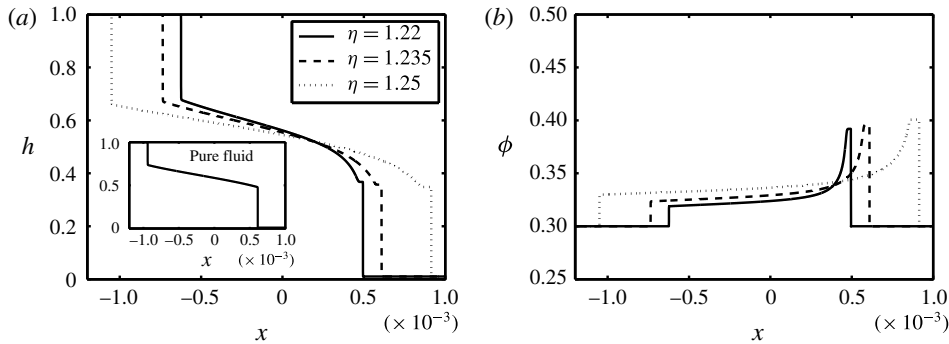 (a)
1.0
0.8
0.6
0.4
0.2
0
h
η = 1.22
η = 1.235
η = 1.25
Pure fluid
1.0
0.5
0
−1.0 −0.5 0 0.5 1.0
x (× 10⁻³)
−1.0 −0.5 0 0.5 1.0
(× 10⁻³)
x
(b)
0.50
0.45
0.40
0.35
0.30
0.25
ϕ
−1.0 −0.5 0 0.5 1.0
(× 10⁻³)
x